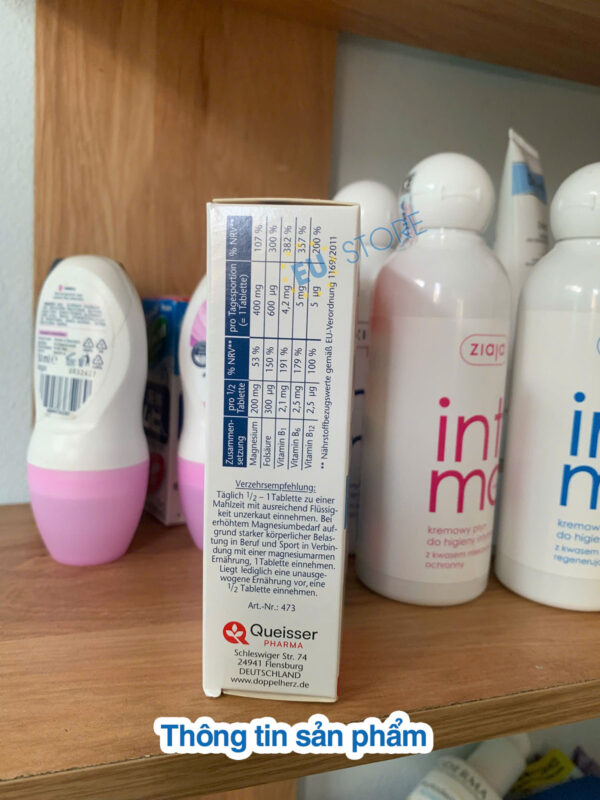 Zusammen-
setzung
pro 1/2
Tablette
% NRV**
pro Tagesportion
(= 1 Tablette)
% NRV**
Magnesium 200 mg 53 % 400 mg 107 %
Folsäure 300 µg 150 % 600 µg 300 %
Vitamin B1 2,1 mg 191 % 4,2 mg 382 %
Vitamin B6 2,5 mg 179 % 5 mg 357 %
Vitamin B12 2,5 µg 100 % 5 µg 200 %
** Nährstoffbezugswerte gemäß EU-Verordnung 1169/2011
EU STORE
Verzehrsempfehlung:
Täglich 1/2 – 1 Tablette zu einer
Mahlzeit mit ausreichend Flüssig-
keit unzerkaut einnehmen. Bei
erhöhtem Magnesiumbedarf auf-
grund starker körperlicher Belas-
tung in Beruf und Sport in Verbin-
dung mit einer magnesiumarmen
Ernährung, 1 Tablette einnehmen.
Liegt lediglich eine unausge-
wogene Ernährung vor, eine
1/2 Tablette einnehmen.
Art.-Nr.: 473
Queisser
PHARMA
Schleswiger Str. 74
24941 Flensburg
DEUTSCHLAND
www.doppelherz.de
ziaja
int
me
kremowy płyn
do higieny
z kwasem
ochronny
in
m
kremowy
do higie
z kwasem
Thông tin sản phẩm